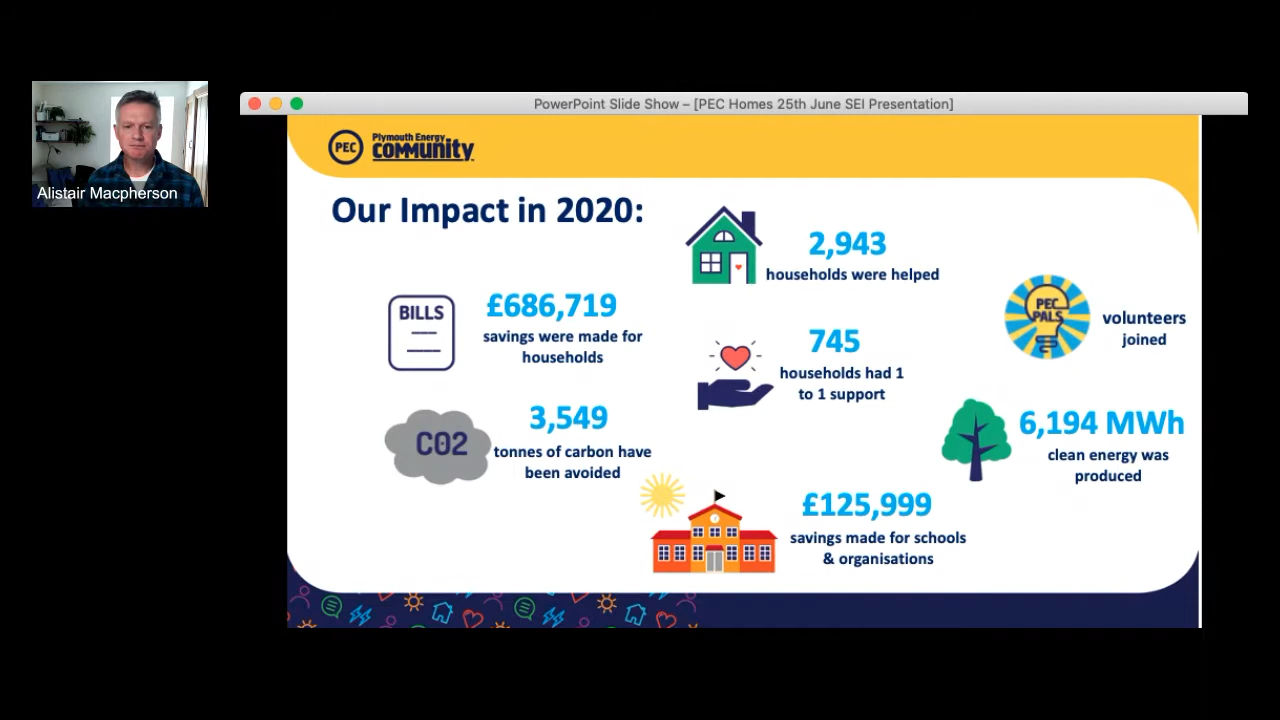 PowerPoint Slide Show – [PEC Homes 25th June SEI Presentation]
Alistair Macpherson
PEC
Plymouth Energy
community
Our Impact in 2020:
BILLS
£686,719
savings were made for
households
CO2
3,549
tonnes of carbon have
been avoided
2,943
households were helped
745
households had 1
to 1 support
£125,999
savings made for schools
& organisations
PEC
PALS
volunteers
joined
6,194 MWh
clean energy was
produced